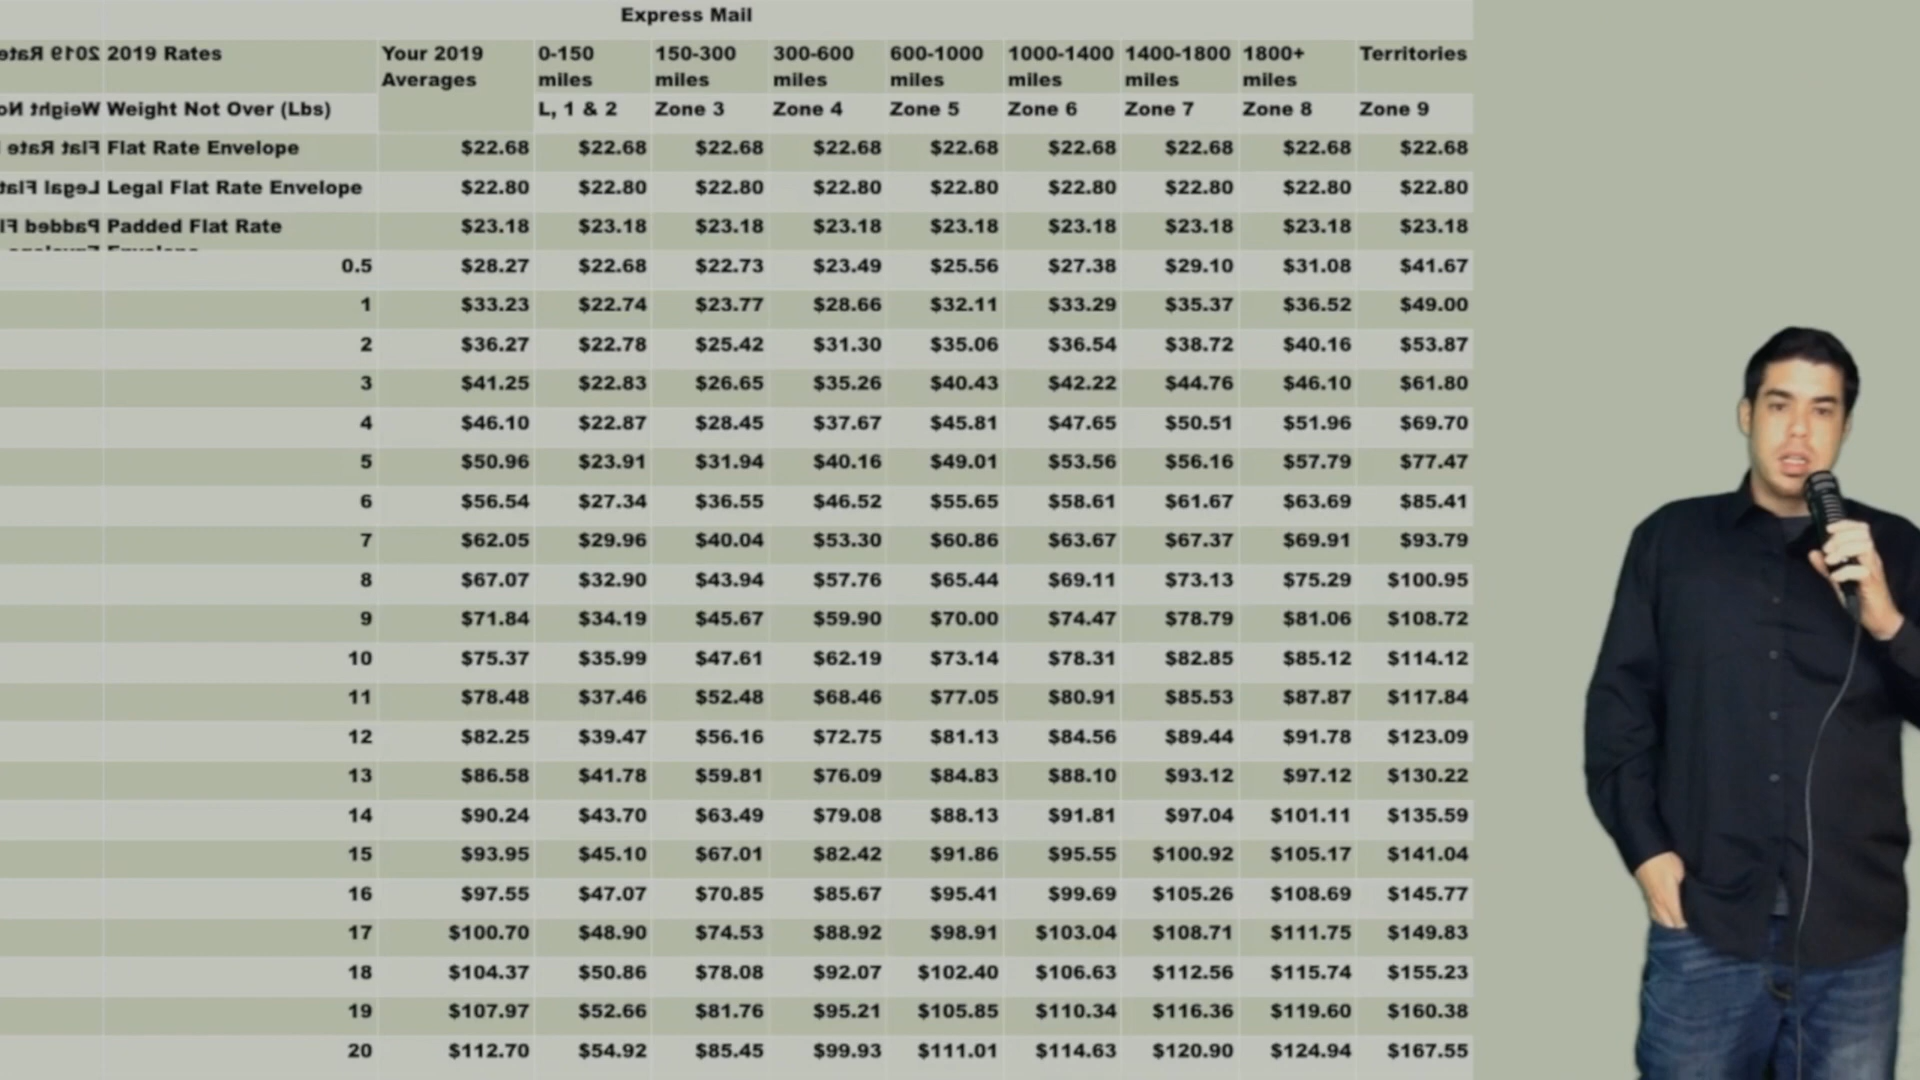 Express Mail
2019 Rates 2019 Rates Your 2019 Averages 0-150 miles 150-300 miles 300-600 miles 600-1000 miles 1000-1400 miles 1400-1800 miles 1800+ miles Territories
Weight No Weight Not Over (Lbs) L, 1 & 2 Zone 3 Zone 4 Zone 5 Zone 6 Zone 7 Zone 8 Zone 9
Flat Rate Flat Rate Envelope $22.68 $22.68 $22.68 $22.68 $22.68 $22.68 $22.68 $22.68 $22.68
Legal Flat Legal Flat Rate Envelope $22.80 $22.80 $22.80 $22.80 $22.80 $22.80 $22.80 $22.80 $22.80
Padded Fl Padded Flat Rate $23.18 $23.18 $23.18 $23.18 $23.18 $23.18 $23.18 $23.18 $23.18
0.5 $28.27 $22.68 $22.73 $23.49 $25.56 $27.38 $29.10 $31.08 $41.67
1 $33.23 $22.74 $23.77 $28.66 $32.11 $33.29 $35.37 $36.52 $49.00
2 $36.27 $22.78 $25.42 $31.30 $35.06 $36.54 $38.72 $40.16 $53.87
3 $41.25 $22.83 $26.65 $35.26 $40.43 $42.22 $44.76 $46.10 $61.80
4 $46.10 $22.87 $28.45 $37.67 $45.81 $47.65 $50.51 $51.96 $69.70
5 $50.96 $23.91 $31.94 $40.16 $49.01 $53.56 $56.16 $57.79 $77.47
6 $56.54 $27.34 $36.55 $46.52 $55.65 $58.61 $61.67 $63.69 $85.41
7 $62.05 $29.96 $40.04 $53.30 $60.86 $63.67 $67.37 $69.91 $93.79
8 $67.07 $32.90 $43.94 $57.76 $65.44 $69.11 $73.13 $75.29 $100.95
9 $71.84 $34.19 $45.67 $59.90 $70.00 $74.47 $78.79 $81.06 $108.72
10 $75.37 $35.99 $47.61 $62.19 $73.14 $78.31 $82.85 $85.12 $114.12
11 $78.48 $37.46 $52.48 $68.46 $77.05 $80.91 $85.53 $87.87 $117.84
12 $82.25 $39.47 $56.16 $72.75 $81.13 $84.56 $89.44 $91.78 $123.09
13 $86.58 $41.78 $59.81 $76.09 $84.83 $88.10 $93.12 $97.12 $130.22
14 $90.24 $43.70 $63.49 $79.08 $88.13 $91.81 $97.04 $101.11 $135.59
15 $93.95 $45.10 $67.01 $82.42 $91.86 $95.55 $100.92 $105.17 $141.04
16 $97.55 $47.07 $70.85 $85.67 $95.41 $99.69 $105.26 $108.69 $145.77
17 $100.70 $48.90 $74.53 $88.92 $98.91 $103.04 $108.71 $111.75 $149.83
18 $104.37 $50.86 $78.08 $92.07 $102.40 $106.63 $112.56 $115.74 $155.23
19 $107.97 $52.66 $81.76 $95.21 $105.85 $110.34 $116.36 $119.60 $160.38
20 $112.70 $54.92 $85.45 $99.93 $111.01 $114.63 $120.90 $124.94 $167.55